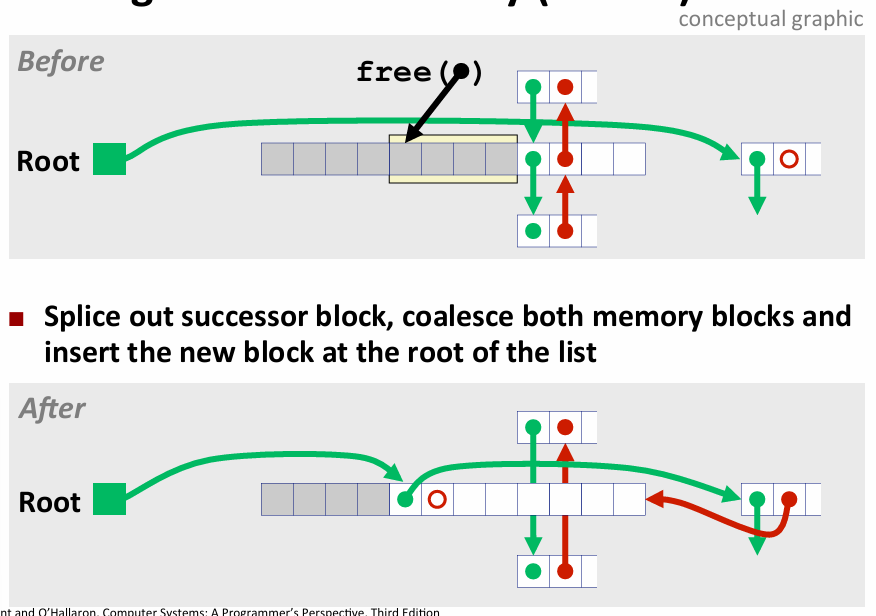 conceptual graphic
Before
free( )
Root
Splice out successor block, coalesce both memory blocks and
insert the new block at the root of the list
After
Root
nt and O'Hallaron, Computer Systems: A Programmer's Perspective, Third Edition